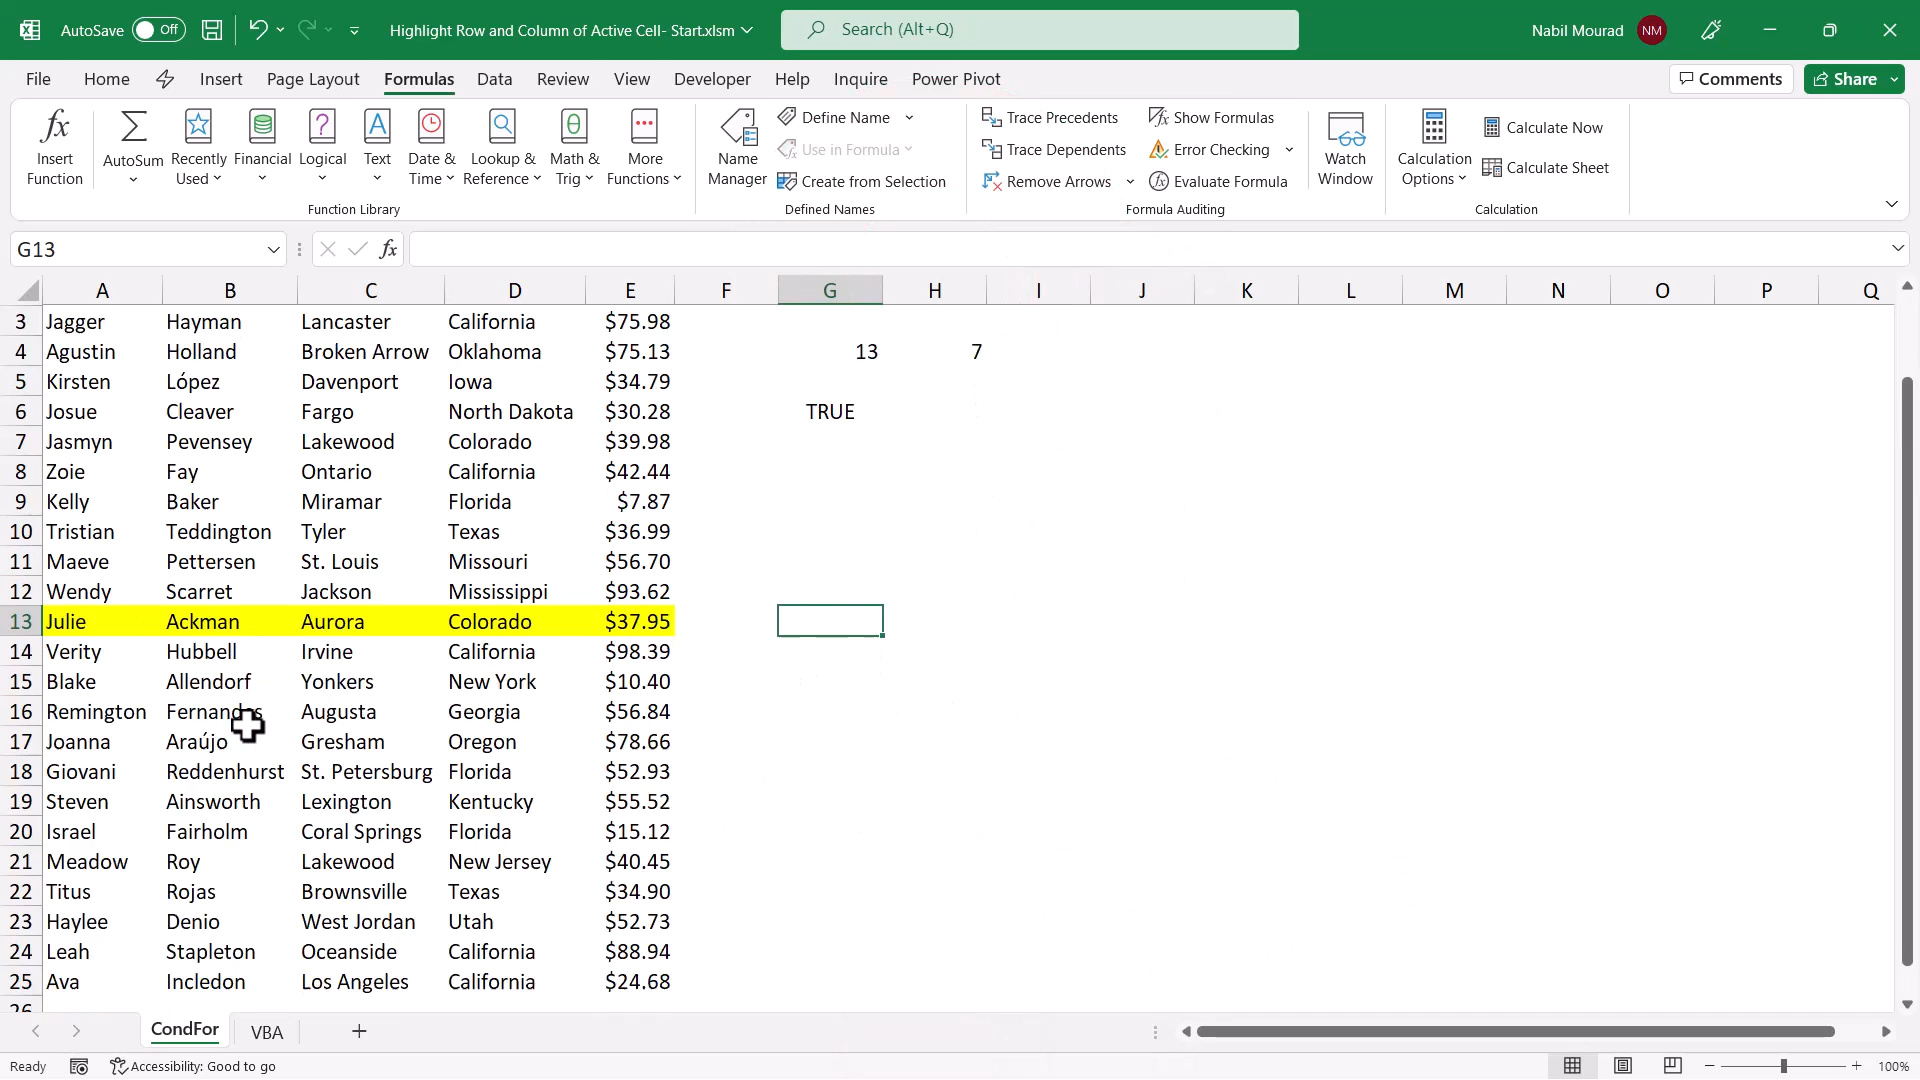 AutoSave Off Highlight Row and Column of Active Cell- Start.xlsm Search (Alt+Q) Nabil Mourad NM
File Home Insert Page Layout Formulas Data Review View Developer Help Inquire Power Pivot Comments Share
Insert Function
AutoSum
Recently Used
Financial
Logical
Text
Date & Time
Lookup & Reference
Math & Trig
More Functions
Function Library
Name Manager
Define Name
Use in Formula
Create from Selection
Defined Names
Trace Precedents
Trace Dependents
Remove Arrows
Show Formulas
Error Checking
Evaluate Formula
Formula Auditing
Watch Window
Calculation Options
Calculate Now
Calculate Sheet
Calculation
G13 fx
A B C D E F G H I J K L M N O P Q
3 Jagger Hayman Lancaster California $75.98
4 Agustin Holland Broken Arrow Oklahoma $75.13 13 7
5 Kirsten López Davenport Iowa $34.79
6 Josue Cleaver Fargo North Dakota $30.28 TRUE
7 Jasmyn Pevensey Lakewood Colorado $39.98
8 Zoie Fay Ontario California $42.44
9 Kelly Baker Miramar Florida $7.87
10 Tristian Teddington Tyler Texas $36.99
11 Maeve Pettersen St. Louis Missouri $56.70
12 Wendy Scarret Jackson Mississippi $93.62
13 Julie Ackman Aurora Colorado $37.95
14 Verity Hubbell Irvine California $98.39
15 Blake Allendorf Yonkers New York $10.40
16 Remington Fernandes Augusta Georgia $56.84
17 Joanna Araújo Gresham Oregon $78.66
18 Giovani Reddenhurst St. Petersburg Florida $52.93
19 Steven Ainsworth Lexington Kentucky $55.52
20 Israel Fairholm Coral Springs Florida $15.12
21 Meadow Roy Lakewood New Jersey $40.45
22 Titus Rojas Brownsville Texas $34.90
23 Haylee Denio West Jordan Utah $52.73
24 Leah Stapleton Oceanside California $88.94
25 Ava Incledon Los Angeles California $24.68
26
CondFor VBA
Ready Accessibility: Good to go 100%